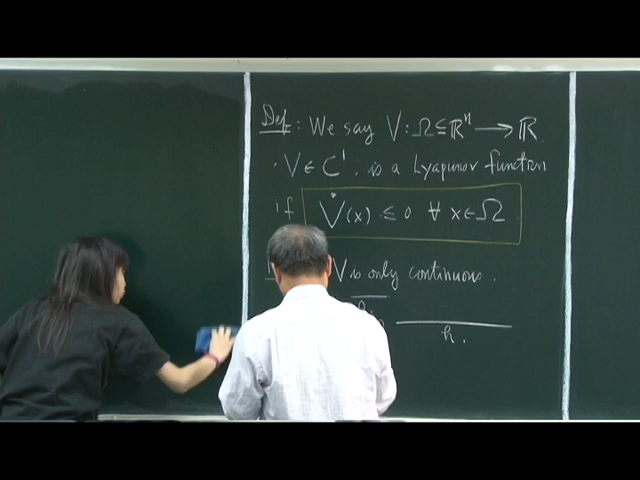 Def: We say V: Ω ⊆ ℝⁿ ⟶ ℝ.
· V ∈ C¹: is a Lyapunov function
if V̇(x) ≤ 0 ∀ x ∈ Ω
V is only continuous.
h.